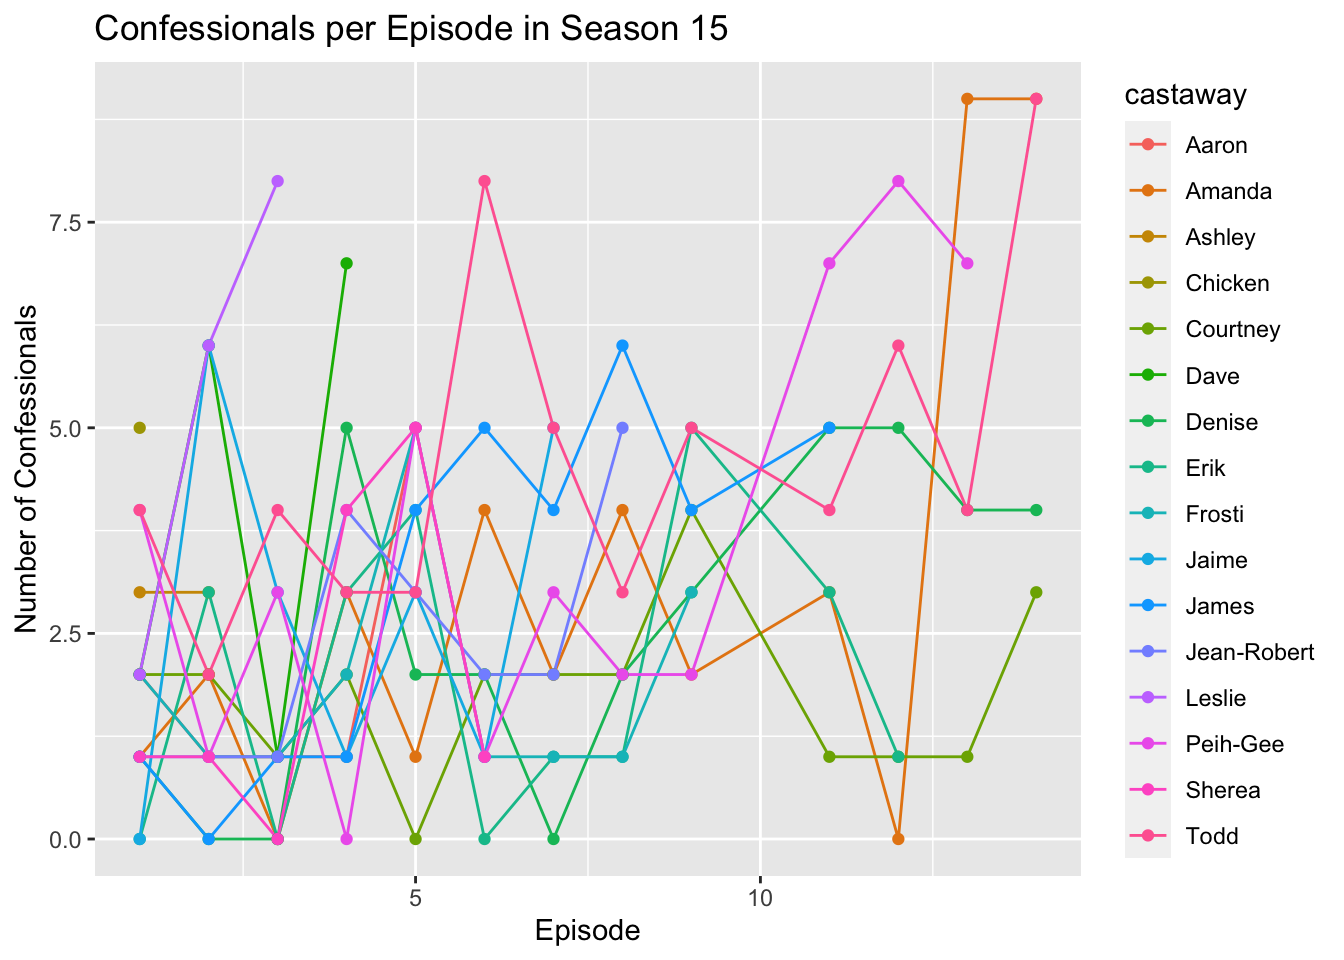 Confessionals per Episode in Season 15
castaway
Aaron
Amanda
Ashley
Chicken
Courtney
Dave
Denise
Erik
Frosti
Jaime
James
Jean-Robert
Leslie
Peih-Gee
Sherea
Todd
Number of Confessionals
7.5
5.0
2.5
0.0
5
10
Episode